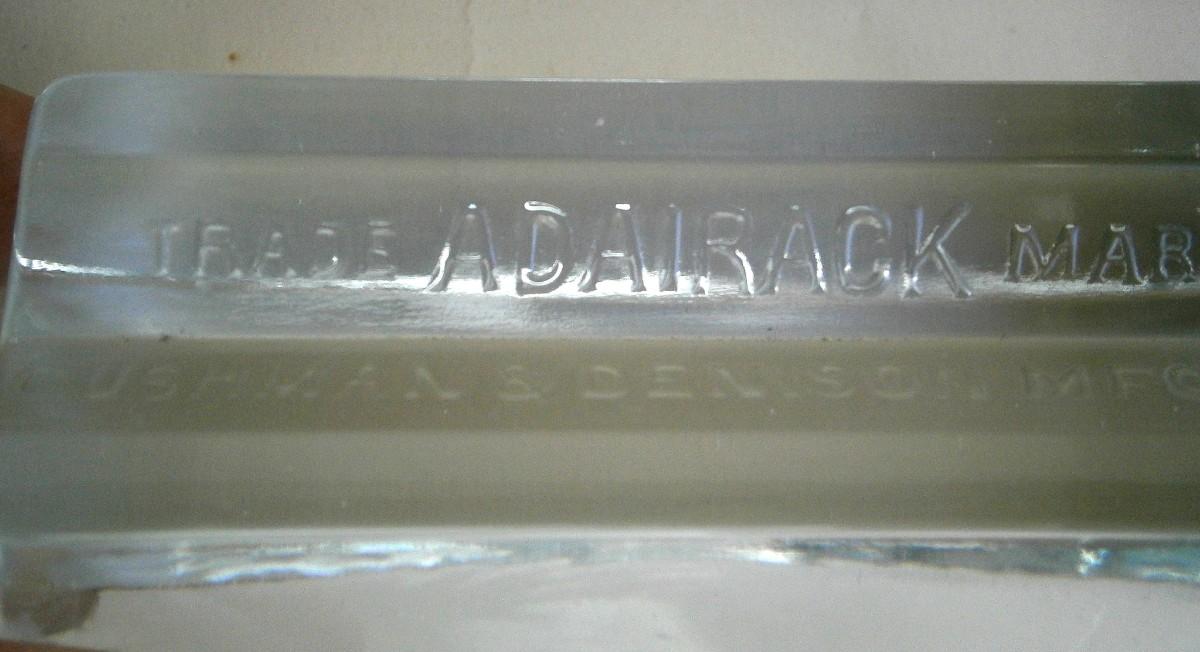 TRADE ADAIRACK MAR
USHMAN & DENISON MFG